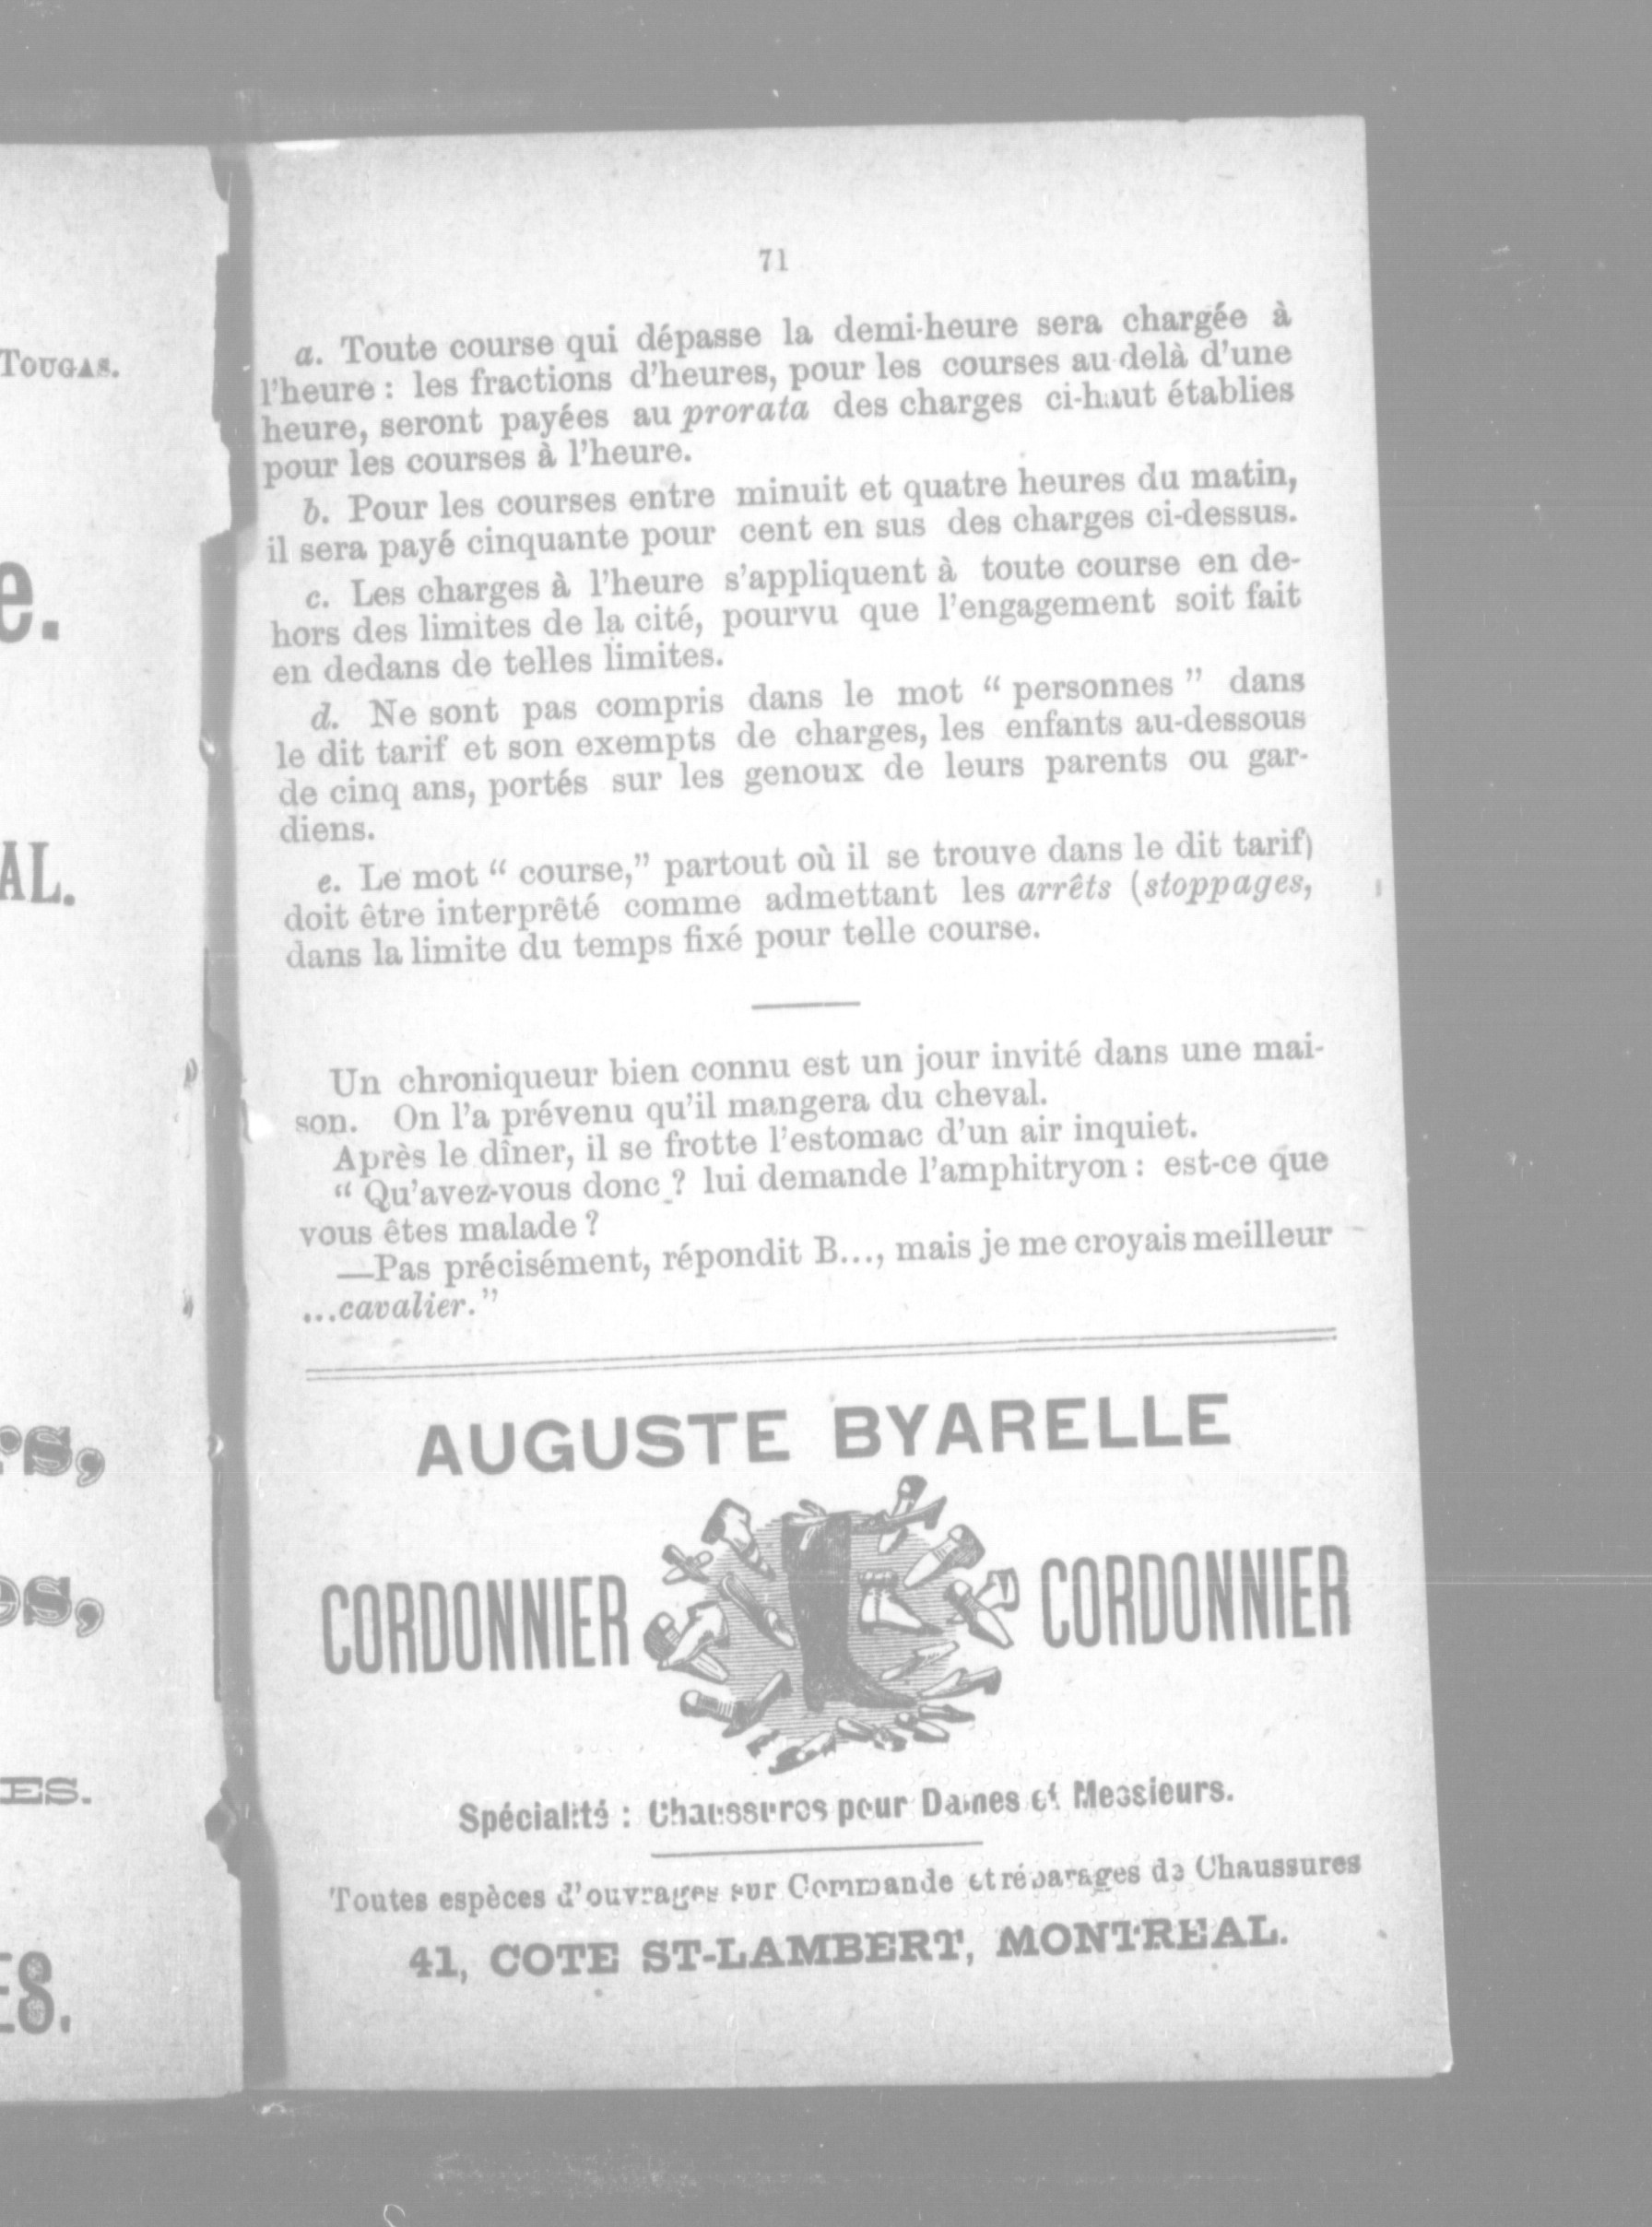 TOUGAS.
e.
AL.
rs,
es,
ES.
ES.
71
a. Toute course qui dépasse la demi-heure sera chargée à
l'heure : les fractions d'heures, pour les courses au-delà d'une
heure, seront payées au prorata des charges ci-haut établies
pour les courses à l'heure.
b. Pour les courses entre minuit et quatre heures du matin,
il sera payé cinquante pour cent en sus des charges ci-dessus.
c. Les charges à l'heure s'appliquent à toute course en de-
hors des limites de la cité, pourvu que l'engagement soit fait
en dedans de telles limites.
d. Ne sont pas compris dans le mot “ personnes ” dans
le dit tarif et son exempts de charges, les enfants au-dessous
de cinq ans, portés sur les genoux de leurs parents ou gar-
diens.
e. Le mot “ course,” partout où il se trouve dans le dit tarif)
doit être interprêté comme admettant les arrêts (stoppages,
dans la limite du temps fixé pour telle course.
Un chroniqueur bien connu est un jour invité dans une mai-
son. On l'a prévenu qu'il mangera du cheval.
Après le dîner, il se frotte l'estomac d'un air inquiet.
“ Qu'avez-vous donc ? lui demande l'amphitryon : est-ce que
vous êtes malade ?
—Pas précisément, répondit B..., mais je me croyais meilleur
...cavalier.”
AUGUSTE BYARELLE
CORDONNIER CORDONNIER
Spécialité : Chaussures pour Dames et Messieurs.
Toutes espèces d'ouvrages sur Commande et réparages de Chaussures
41, COTE ST-LAMBERT, MONTREAL.